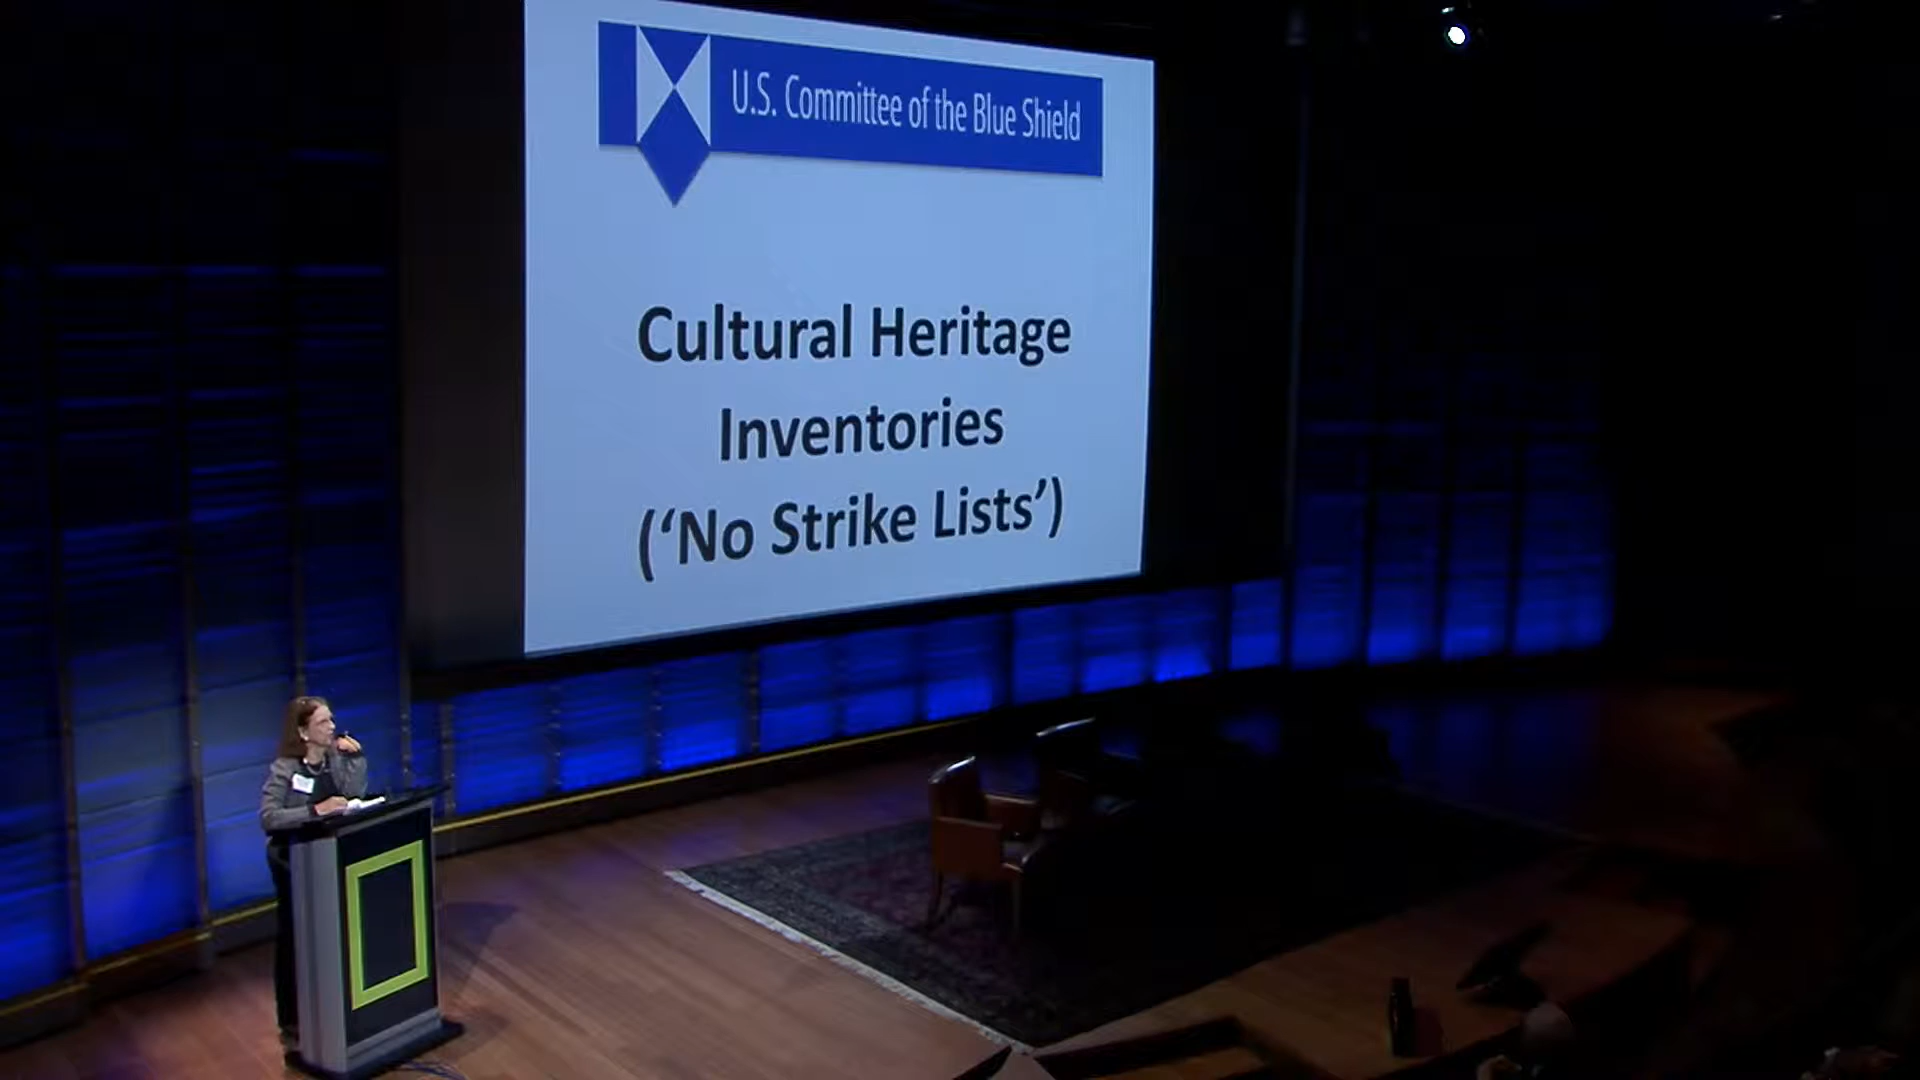 U.S. Committee of the Blue Shield
Cultural Heritage
Inventories
(‘No Strike Lists’)